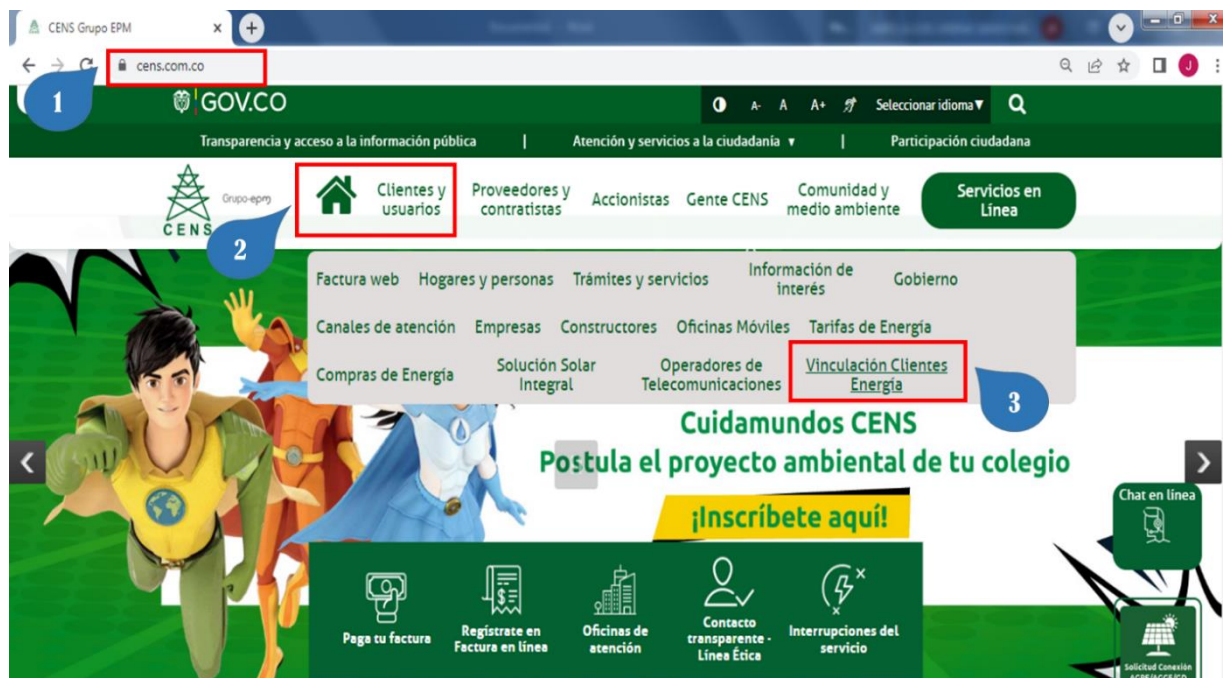 CENS Grupo EPM
cens.com.co
1
GOV.CO
A- A A+ Seleccionar idioma
Transparencia y acceso a la información pública | Atención y servicios a la ciudadanía | Participación ciudadana
CENS
Grupo-epm
Clientes y
usuarios
Proveedores y
contratistas
Accionistas
Gente CENS
Comunidad y
medio ambiente
Servicios en
Línea
2
Factura web
Hogares y personas
Trámites y servicios
Información de
interés
Gobierno
Canales de atención
Empresas
Constructores
Oficinas Móviles
Tarifas de Energía
Compras de Energía
Solución Solar
Integral
Operadores de
Telecomunicaciones
Vinculación Clientes
Energía
3
Cuidamundos CENS
Postula el proyecto ambiental de tu colegio
¡Inscríbete aquí!
Chat en línea
Paga tu factura
Regístrate en
Factura en línea
Oficinas de
atención
Contacto
transparente -
Línea Ética
Interrupciones del
servicio
Solicitud Conexión
AGPE/AGGE/GD
J